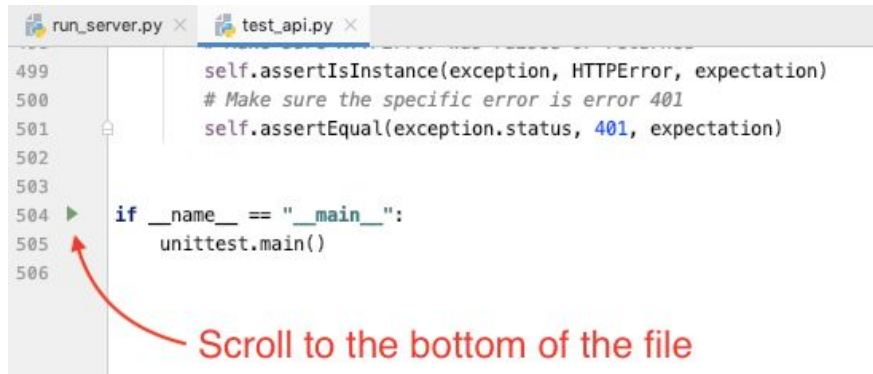 run_server.py × test_api.py ×
499 self.assertIsInstance(exception, HTTPError, expectation)
500 # Make sure the specific error is error 401
501 self.assertEqual(exception.status, 401, expectation)
502
503
504 if __name__ == "__main__":
505 unittest.main()
506
Scroll to the bottom of the file